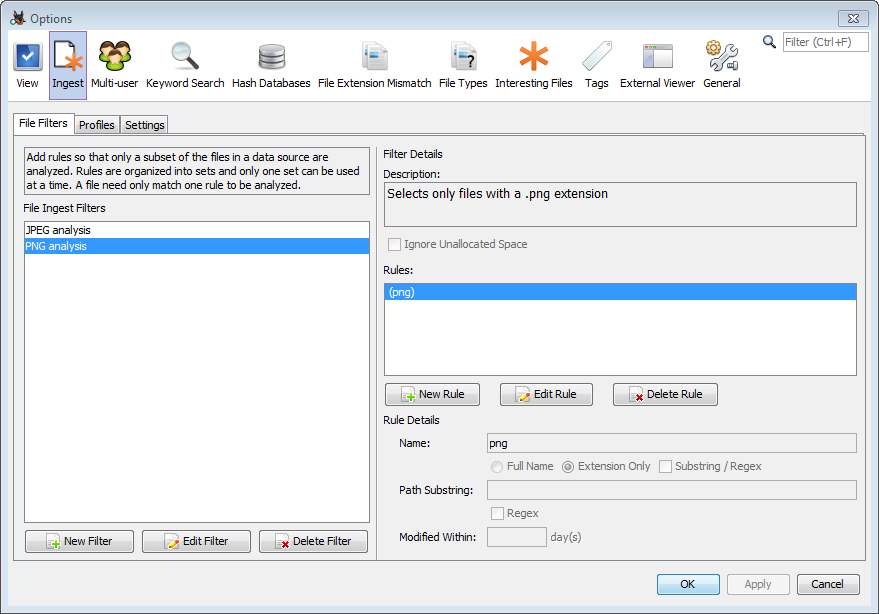 Options
Filter (Ctrl+F)
View
Ingest
Multi-user
Keyword Search
Hash Databases
File Extension Mismatch
File Types
Interesting Files
Tags
External Viewer
General
File Filters
Profiles
Settings
Add rules so that only a subset of the files in a data source are
analyzed. Rules are organized into sets and only one set can be used
at a time. A file need only match one rule to be analyzed.
File Ingest Filters
JPEG analysis
PNG analysis
New Filter
Edit Filter
Delete Filter
Filter Details
Description:
Selects only files with a .png extension
Ignore Unallocated Space
Rules:
(png)
New Rule
Edit Rule
Delete Rule
Rule Details
Name:
png
Full Name
Extension Only
Substring / Regex
Path Substring:
Regex
Modified Within:
day(s)
OK
Apply
Cancel